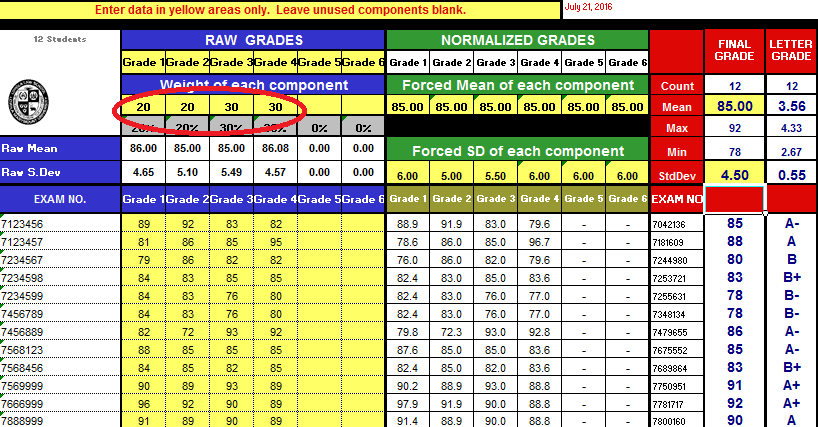 Enter data in yellow areas only. Leave unused components blank. July 21, 2016
12 Students RAW GRADES NORMALIZED GRADES FINAL GRADE LETTER GRADE
Grade 1 Grade 2 Grade 3 Grade 4 Grade 5 Grade 6 Grade 1 Grade 2 Grade 3 Grade 4 Grade 5 Grade 6
Weight of each component Forced Mean of each component Count 12 12
20 20 30 30 85.00 85.00 85.00 85.00 85.00 85.00 Mean 85.00 3.56
20% 20% 30% 30% 0% 0% Max 92 4.33
Raw Mean 86.00 85.00 85.00 86.08 0.00 0.00 Forced SD of each component Min 78 2.67
Raw S.Dev 4.65 5.10 5.49 4.57 0.00 0.00 6.00 5.00 5.50 6.00 6.00 6.00 StdDev 4.50 0.55
EXAM NO. Grade 1 Grade 2 Grade 3 Grade 4 Grade 5 Grade 6 Grade 1 Grade 2 Grade 3 Grade 4 Grade 5 Grade 6 EXAM NO
7123456 89 92 83 82 88.9 91.9 83.0 79.6 - - 7042136 85 A-
7123457 81 86 85 95 78.6 86.0 85.0 96.7 - - 7181609 88 A
7234567 79 86 82 82 76.0 86.0 82.0 79.6 - - 7244980 80 B
7234598 84 83 85 85 82.4 83.0 85.0 83.6 - - 7253721 83 B+
7234599 84 83 76 80 82.4 83.0 76.0 77.0 - - 7255631 78 B-
7456789 84 83 76 80 82.4 83.0 76.0 77.0 - - 7348134 78 B-
7456889 82 72 93 92 79.8 72.3 93.0 92.8 - - 7479655 86 A-
7568123 88 85 85 85 87.6 85.0 85.0 83.6 - - 7675552 85 A-
7568456 84 85 82 85 82.4 85.0 82.0 83.6 - - 7689864 83 B+
7569999 90 89 93 89 90.2 88.9 93.0 88.8 - - 7750951 91 A+
7666999 96 92 90 89 97.9 91.9 90.0 88.8 - - 7781717 92 A+
7888999 91 89 90 89 91.4 88.9 90.0 88.8 - - 7800160 90 A